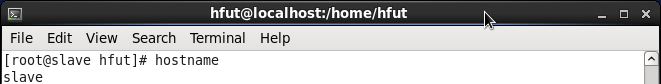 hfut@localhost:/home/hfut
File Edit View Search Terminal Help
[root@slave hfut]# hostname
slave